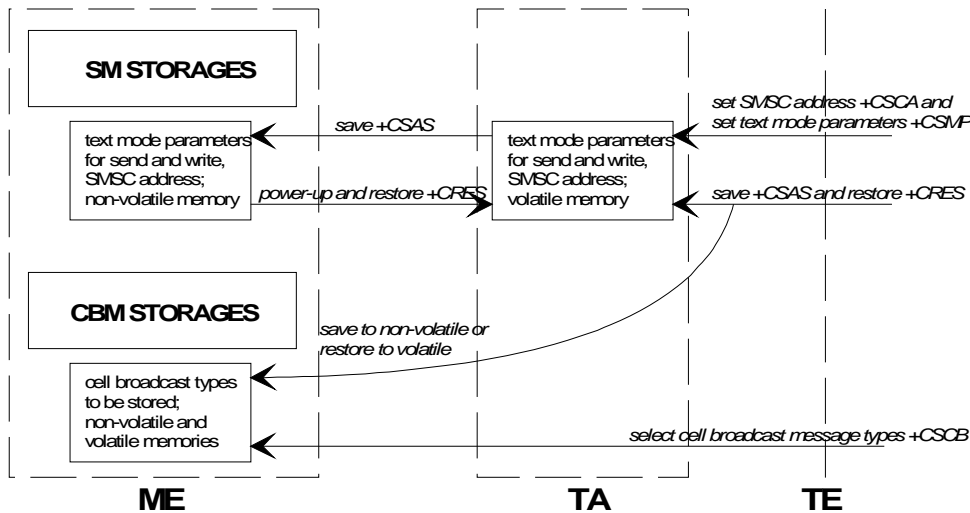 SM STORAGES
set SMSC address +CSCA and
set text mode parameters +CSMP
save +CSAS
text mode parameters
for send and write,
SMSC address;
non-volatile memory
text mode parameters
for send and write,
SMSC address;
volatile memory
power-up and restore +CRES
save +CSAS and restore +CRES
CBM STORAGES
save to non-volatile or
restore to volatile
cell broadcast types
to be stored;
non-volatile and
volatile memories
select cell broadcast message types +CSCB
ME
TA
TE